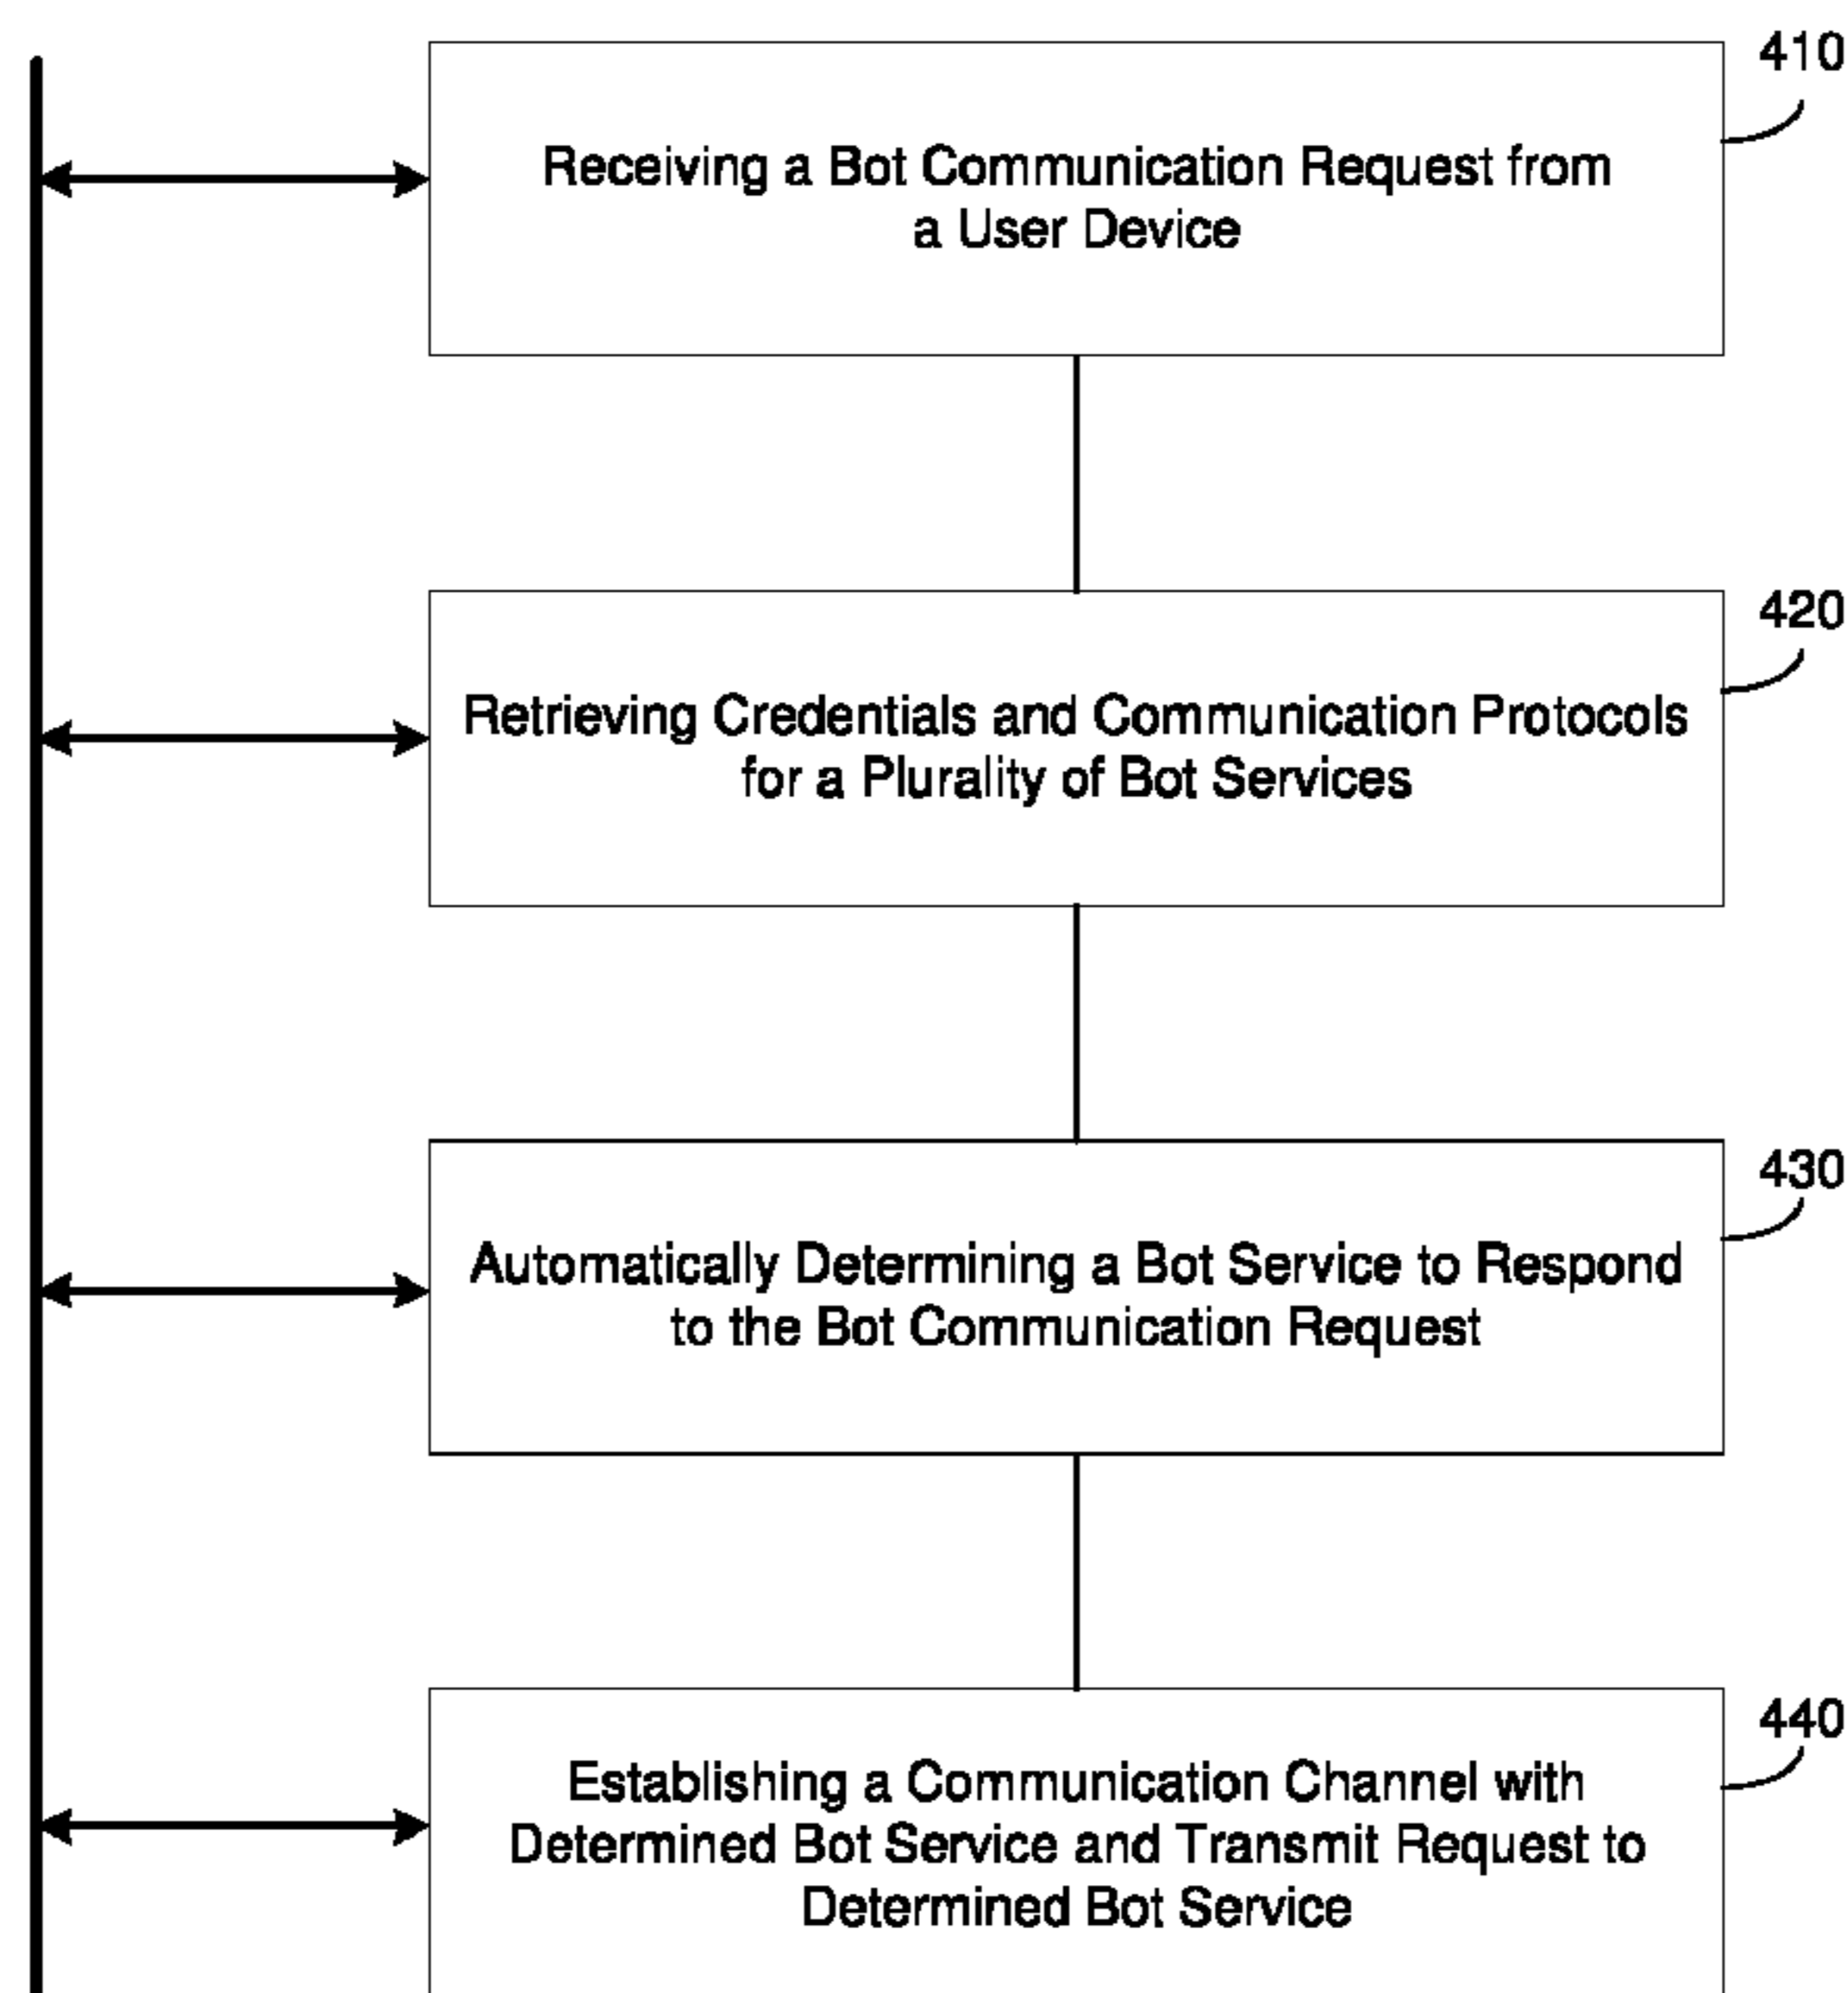 410
Receiving a Bot Communication Request from
a User Device
420
Retrieving Credentials and Communication Protocols
for a Plurality of Bot Services
430
Automatically Determining a Bot Service to Respond
to the Bot Communication Request
440
Establishing a Communication Channel with
Determined Bot Service and Transmit Request to
Determined Bot Service